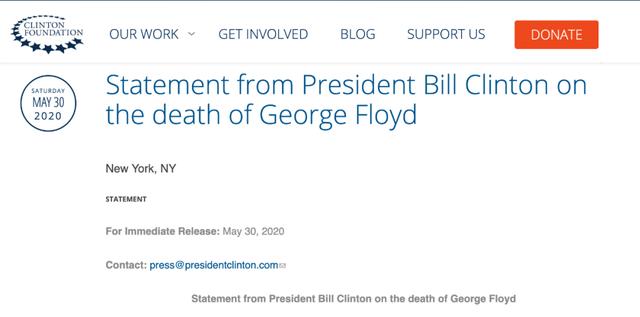 CLINTON
FOUNDATION
OUR WORK
GET INVOLVED
BLOG
SUPPORT US
DONATE
SATURDAY
MAY 30
2020
Statement from President Bill Clinton on
the death of George Floyd
New York, NY
STATEMENT
For Immediate Release: May 30, 2020
Contact: press@presidentclinton.com
Statement from President Bill Clinton on the death of George Floyd